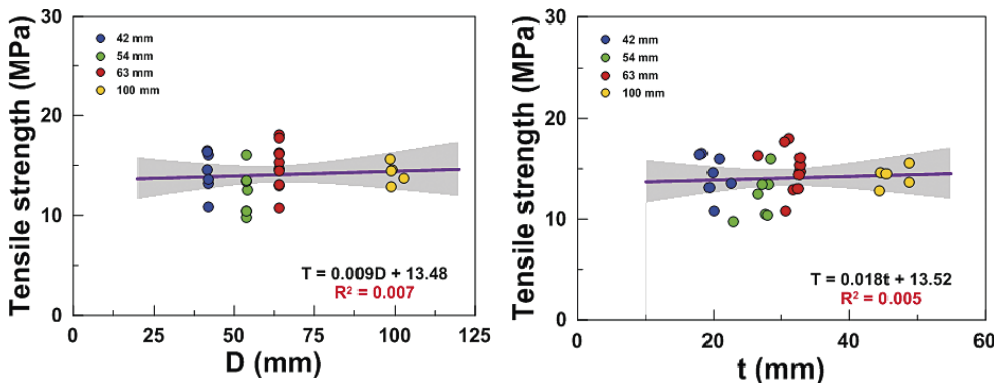 Tensile strength (MPa)
30
20
10
0
42 mm
54 mm
63 mm
100 mm
T = 0.009D + 13.48
R² = 0.007
0 25 50 75 100 125
D (mm)
Tensile strength (MPa)
30
20
10
0
42 mm
54 mm
63 mm
100 mm
T = 0.018t + 13.52
R² = 0.005
0 20 40 60
t (mm)